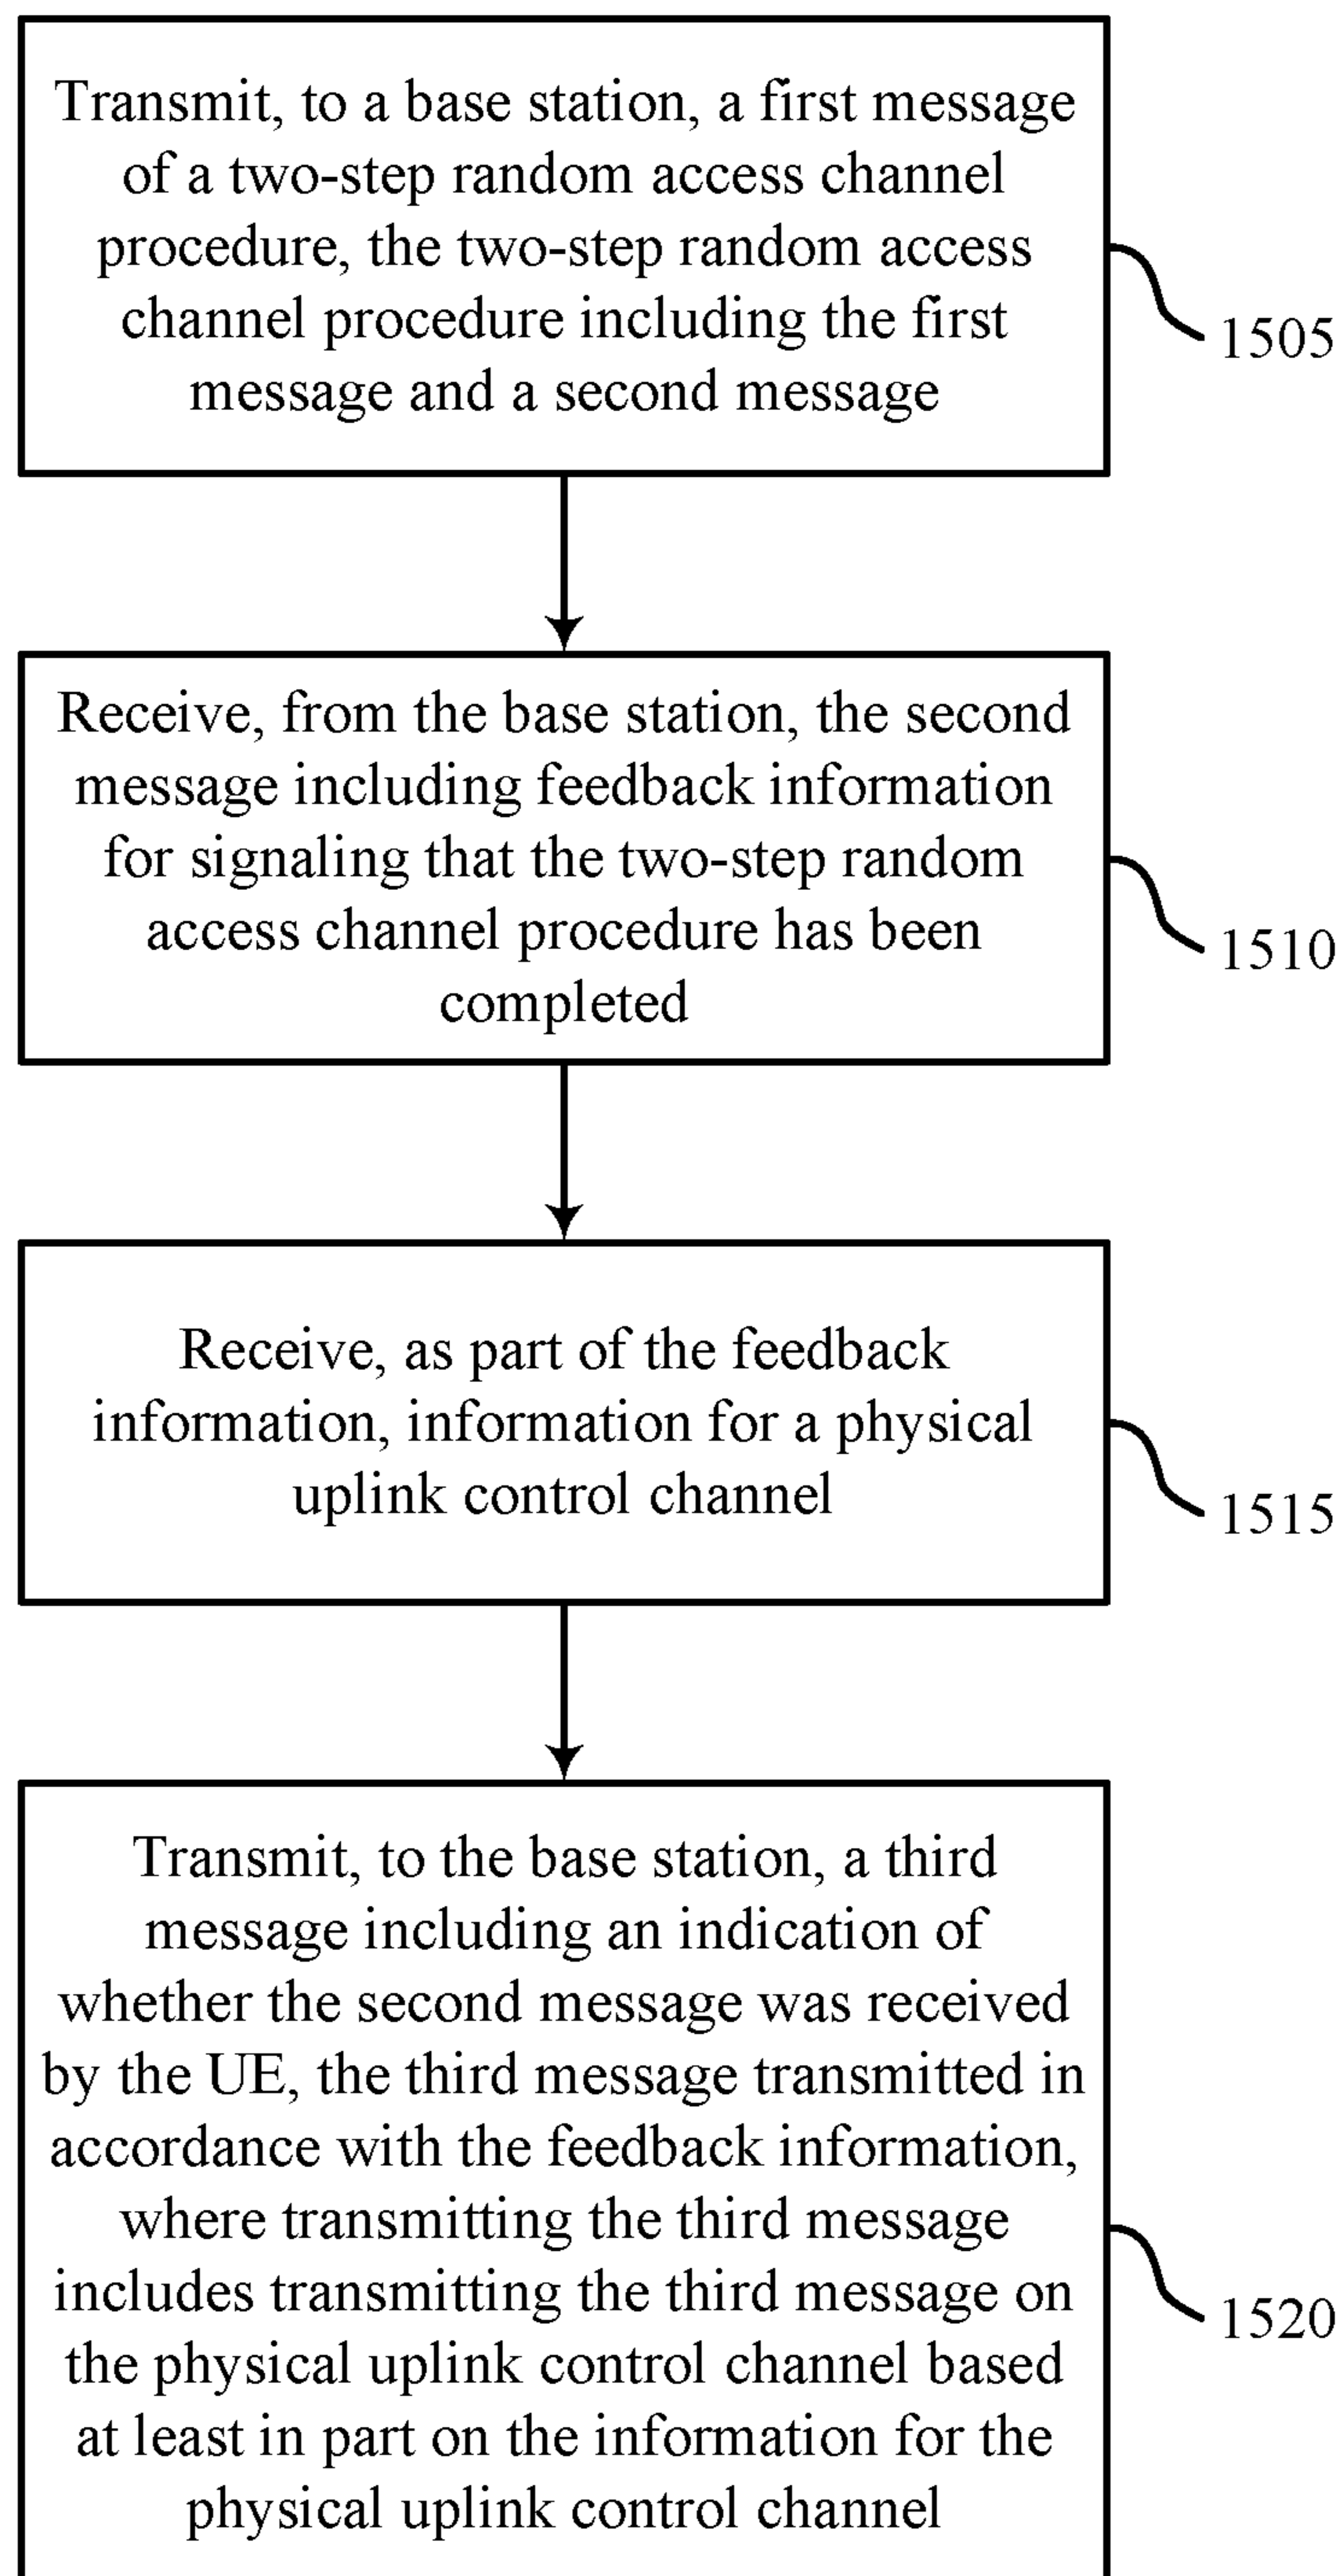 Transmit, to a base station, a first message
of a two-step random access channel
procedure, the two-step random access
channel procedure including the first
message and a second message
1505
Receive, from the base station, the second
message including feedback information
for signaling that the two-step random
access channel procedure has been
completed
1510
Receive, as part of the feedback
information, information for a physical
uplink control channel
1515
Transmit, to the base station, a third
message including an indication of
whether the second message was received
by the UE, the third message transmitted in
accordance with the feedback information,
where transmitting the third message
includes transmitting the third message on
the physical uplink control channel based
at least in part on the information for the
physical uplink control channel
1520